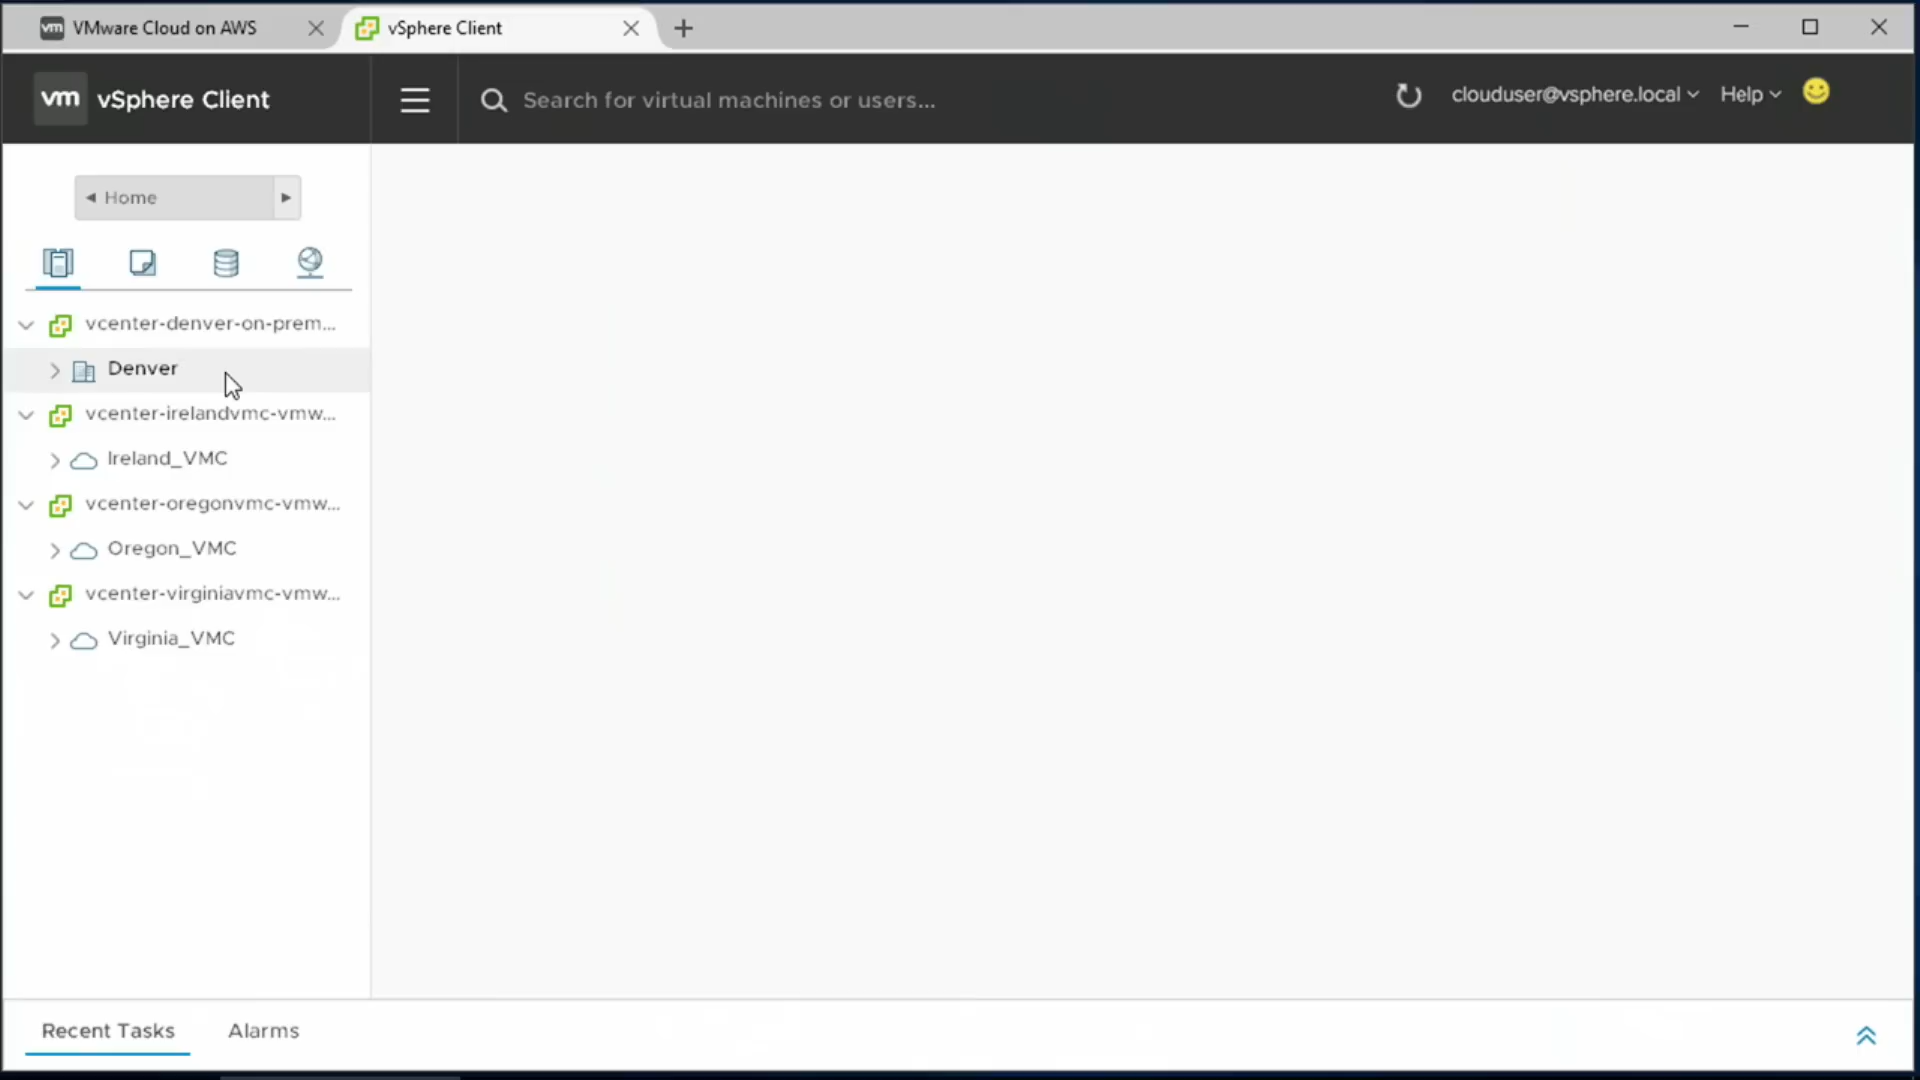 vm VMware Cloud on AWS
vSphere Client
vm vSphere Client
Search for virtual machines or users...
clouduser@vsphere.local
Help
Home
vcenter-denver-on-prem...
Denver
vcenter-irelandvmc-vmw...
Ireland_VMC
vcenter-oregonvmc-vmw...
Oregon_VMC
vcenter-virginiavmc-vmw...
Virginia_VMC
Recent Tasks
Alarms